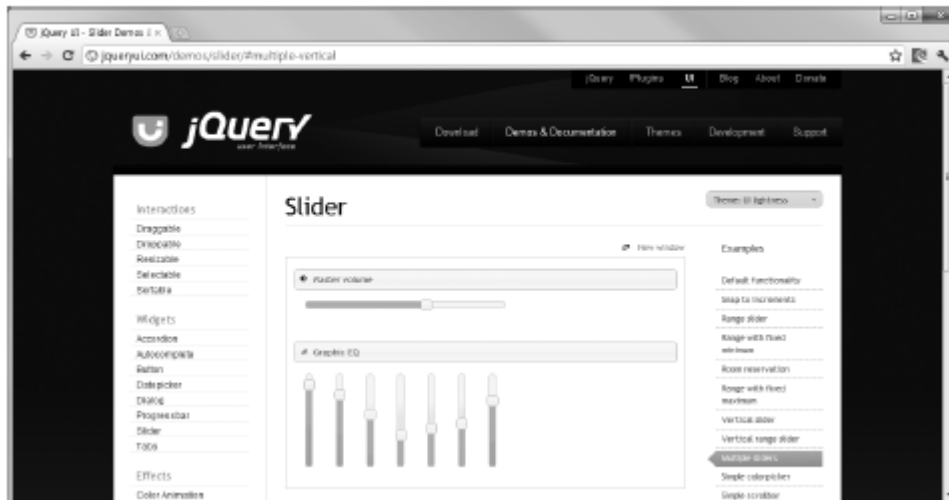 jQuery UI - Slider Demos &
jqueryui.com/demos/slider/#multiple-vertical
jQuery Plugins UI Blog About Donate
jQuery
user interface
Download Demos & Documentation Themes Development Support
Slider
Theme: UI lightness
New window
Interactions
Draggable
Droppable
Resizable
Selectable
Sortable
Widgets
Accordion
Autocomplete
Button
Datepicker
Dialog
Progressbar
Slider
Tabs
Effects
Color Animation
Master volume
Graphic EQ
Examples
Default functionality
Snap to increments
Range slider
Range with fixed
minimum
Room reservation
Range with fixed
maximum
Vertical slider
Vertical range slider
Multiple sliders
Simple colorpicker
Simple scrollbar